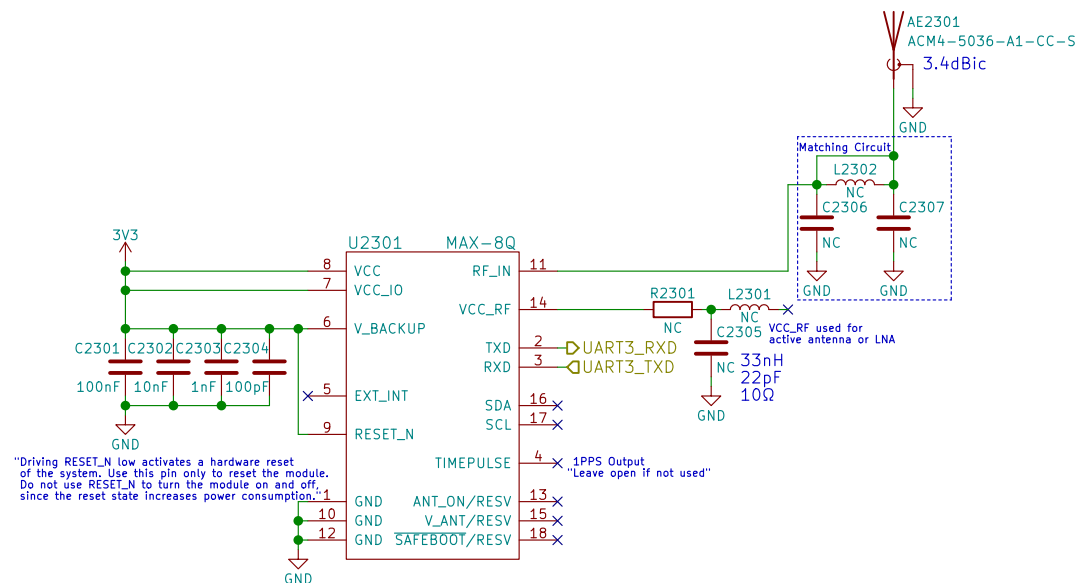 AE2301
ACM4-5036-A1-CC-S
3.4dBic
GND
Matching Circuit
L2302
NC
C2306
C2307
NC
NC
GND
GND
3V3
U2301
MAX-8Q
8
VCC
RF_IN
11
7
VCC_IO
6
V_BACKUP
VCC_RF
14
R2301
NC
L2301
NC
VCC_RF used for
active antenna or LNA
C2305
NC
33nH
22pF
10Ω
GND
C2301
C2302
C2303
C2304
100nF
10nF
1nF
100pF
GND
TXD
2
UART3_RXD
RXD
3
UART3_TXD
5
EXT_INT
SDA
16
SCL
17
9
RESET_N
TIMEPULSE
4
1PPS Output
"Leave open if not used"
"Driving RESET_N low activates a hardware reset
of the system. Use this pin only to reset the module.
Do not use RESET_N to turn the module on and off,
since the reset state increases power consumption."
1
GND
ANT_ON/RESV
13
10
GND
V_ANT/RESV
15
12
GND
SAFEBOOT/RESV
18
GND